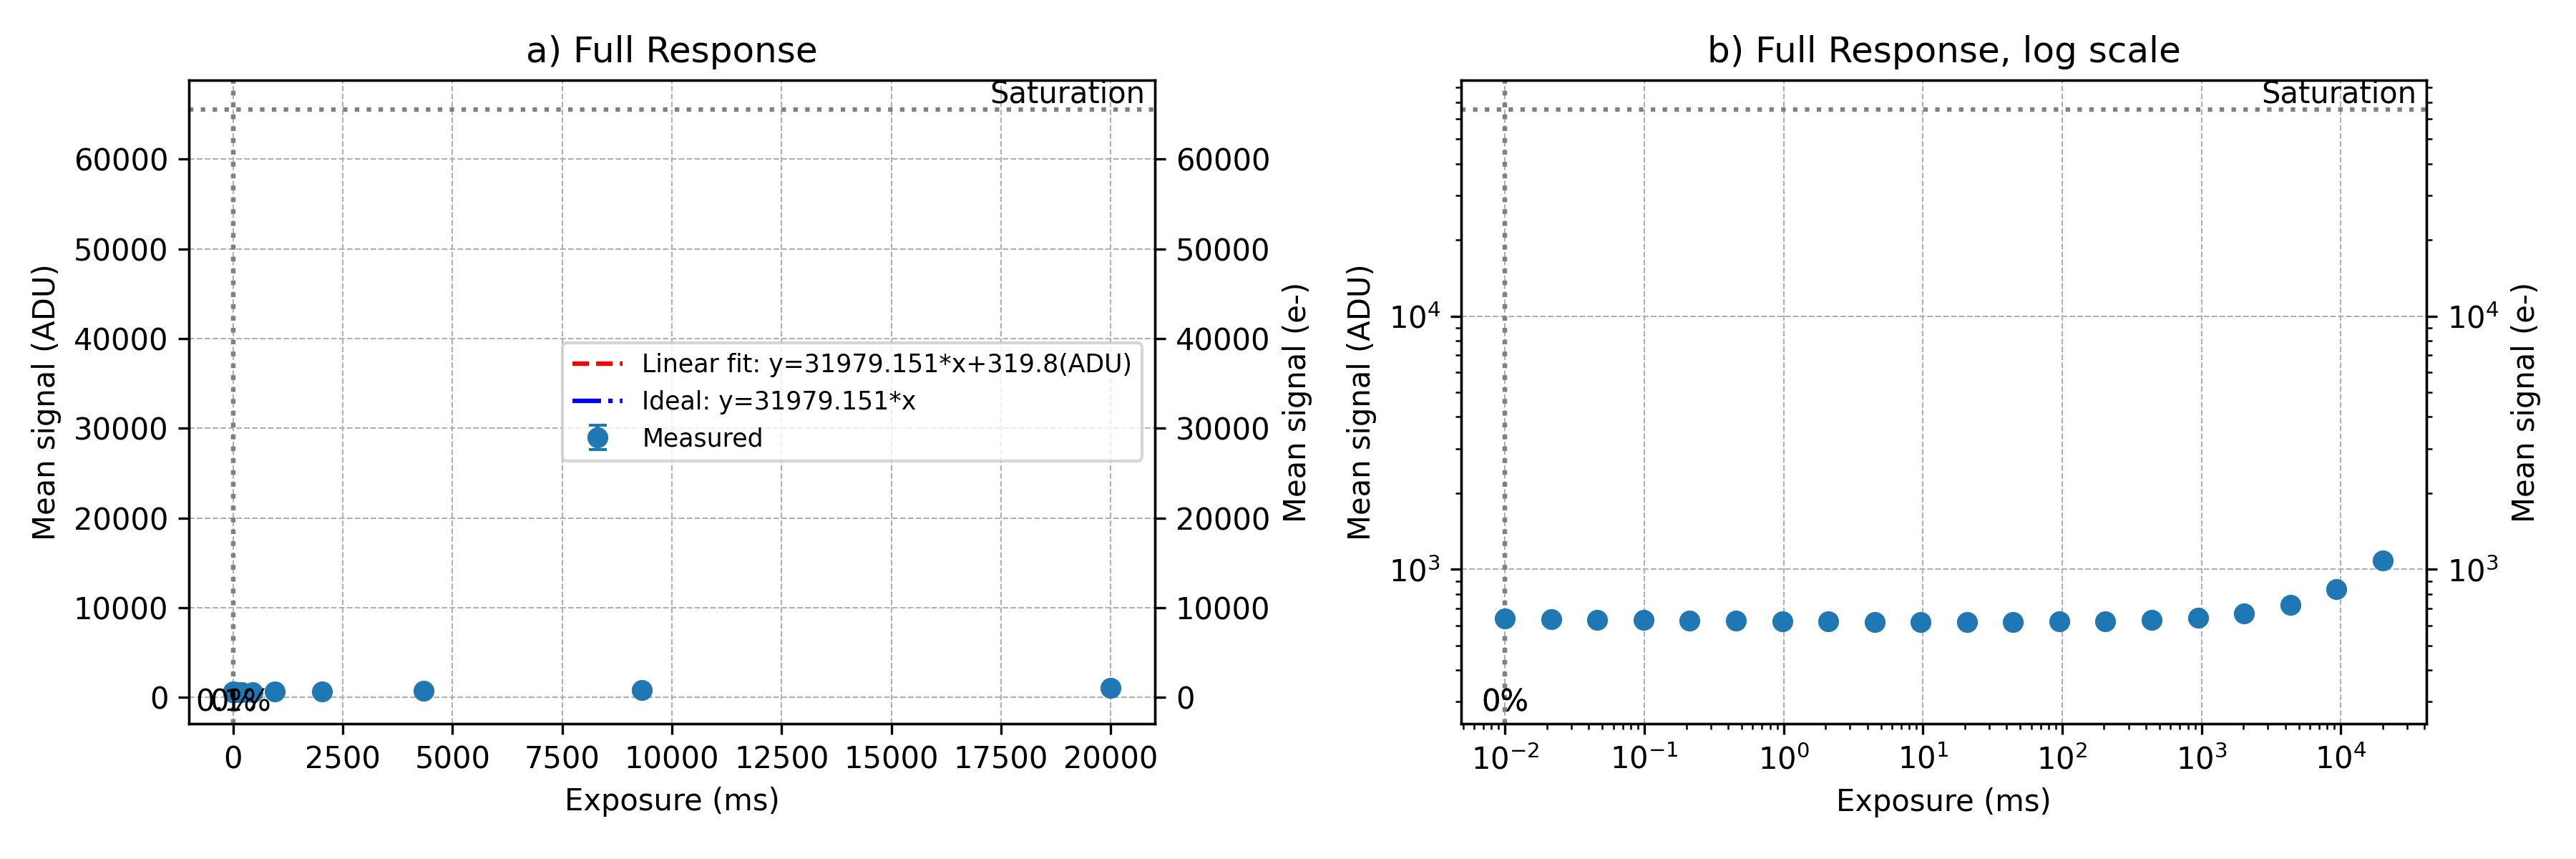 a) Full Response
Saturation
60000
50000
40000
30000
20000
10000
0
Mean signal (ADU)
60000
50000
40000
30000
20000
10000
0
Mean signal (e-)
Linear fit: y=31979.151*x+319.8(ADU)
Ideal: y=31979.151*x
Measured
0 2500 5000 7500 10000 12500 15000 17500 20000
Exposure (ms)
b) Full Response, log scale
Saturation
10⁴
10³
Mean signal (ADU)
10⁴
10³
Mean signal (e-)
0%
10⁻² 10⁻¹ 10⁰ 10¹ 10² 10³ 10⁴
Exposure (ms)